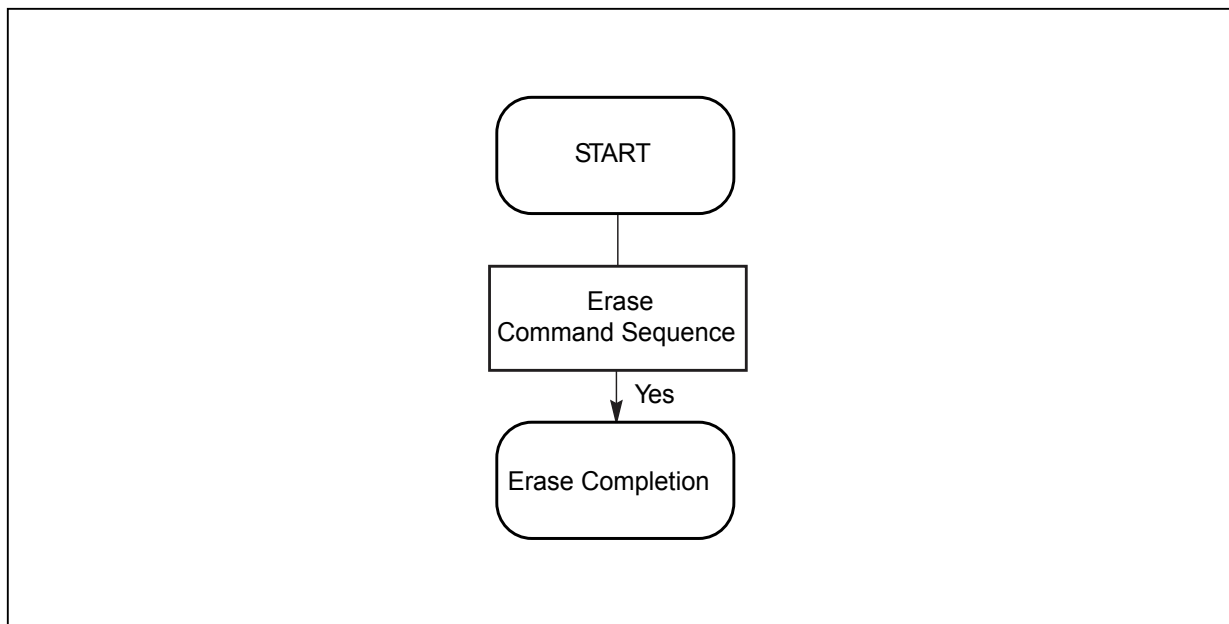 START
Erase
Command Sequence
Yes
Erase Completion